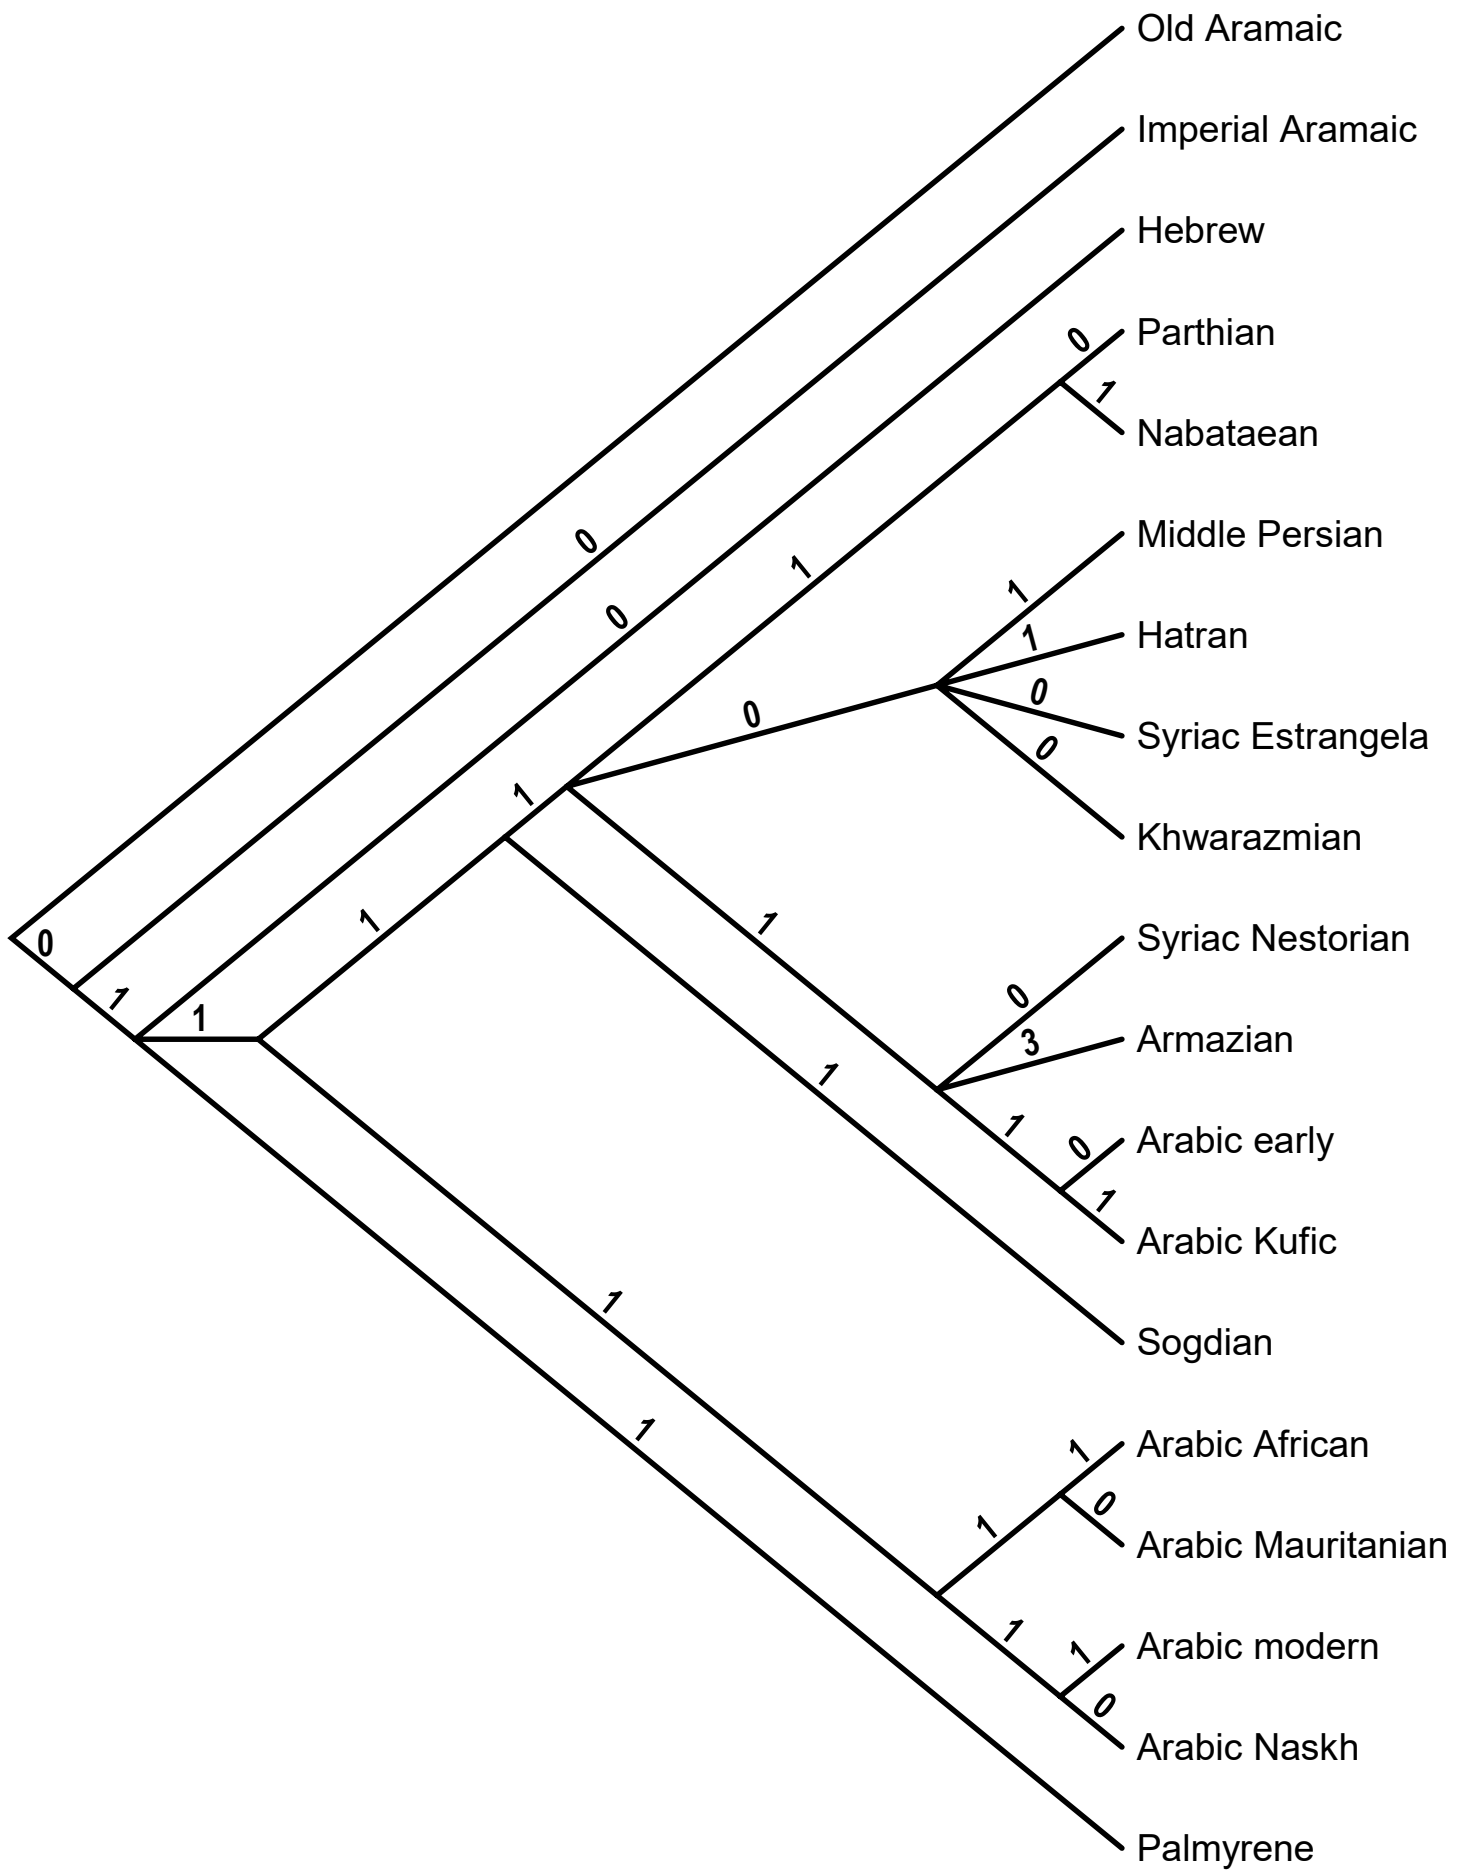 Old Aramaic
Imperial Aramaic
Hebrew
0 Parthian
1 Nabataean
Middle Persian
0
1
1
1 Hatran
0
0 Syriac Estrangela
0
0
1 Khwarazmian
1
1
0 Syriac Nestorian
1
0
1
3 Armazian
1
1
0 Arabic early
1 Arabic Kufic
1
Sogdian
1
1 Arabic African
0
1
Arabic Mauritanian
1
1 Arabic modern
0
Arabic Naskh
Palmyrene